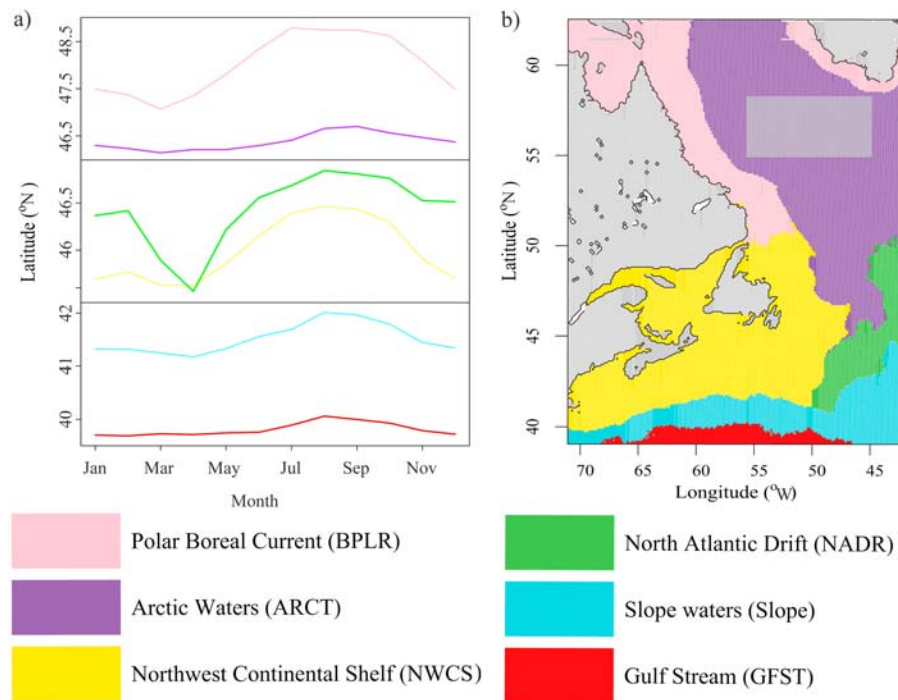 a)
b)
48.5
47.5
46.5
46.5
46
42
41
40
Latitude (°N)
Jan Mar May Jul Sep Nov
Month
60
55
50
45
40
Latitude (°N)
70 65 60 55 50 45
Longitude (°W)
Polar Boreal Current (BPLR)
North Atlantic Drift (NADR)
Arctic Waters (ARCT)
Slope waters (Slope)
Northwest Continental Shelf (NWCS)
Gulf Stream (GFST)